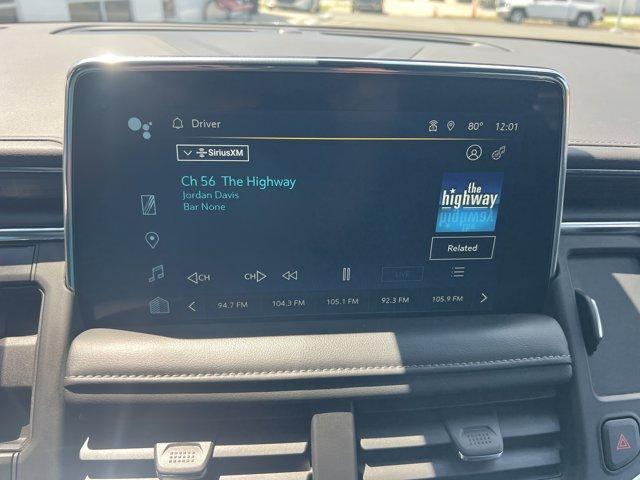 Driver
80° 12:01
SiriusXM
Ch 56 The Highway
Jordan Davis
Bar None
the
highway
Related
CH
CH
LIVE
94.7 FM 104.3 FM 105.1 FM 92.3 FM 105.9 FM